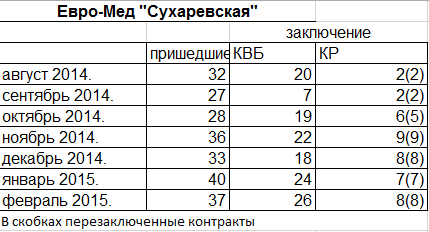 Евро-Мед "Сухаревская"
заключение
пришедшие КВБ КР
август 2014. 32 20 2(2)
сентябрь 2014. 27 7 2(2)
октябрь 2014. 28 19 6(5)
ноябрь 2014. 36 22 9(9)
декабрь 2014. 33 18 8(8)
январь 2015. 40 24 7(7)
февраль 2015. 37 26 8(8)
В скобках перезаключенные контракты